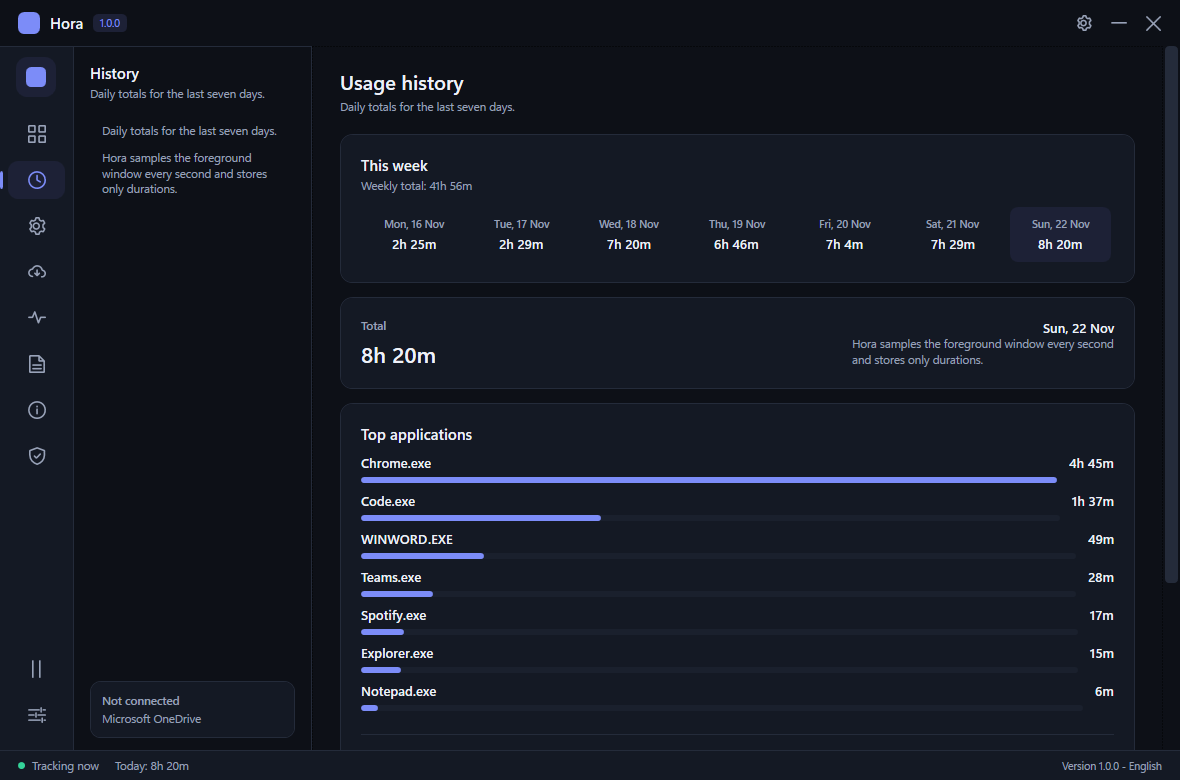 Hora 1.0.0
History
Daily totals for the last seven days.
Daily totals for the last seven days.
Hora samples the foreground
window every second and stores
only durations.
Not connected
Microsoft OneDrive
Usage history
Daily totals for the last seven days.
This week
Weekly total: 41h 56m
Mon, 16 Nov Tue, 17 Nov Wed, 18 Nov Thu, 19 Nov Fri, 20 Nov Sat, 21 Nov Sun, 22 Nov
2h 25m 2h 29m 7h 20m 6h 46m 7h 4m 7h 29m 8h 20m
Total
8h 20m
Sun, 22 Nov
Hora samples the foreground window every second
and stores only durations.
Top applications
Chrome.exe 4h 45m
Code.exe 1h 37m
WINWORD.EXE 49m
Teams.exe 28m
Spotify.exe 17m
Explorer.exe 15m
Notepad.exe 6m
Tracking now Today: 8h 20m Version 1.0.0 - English